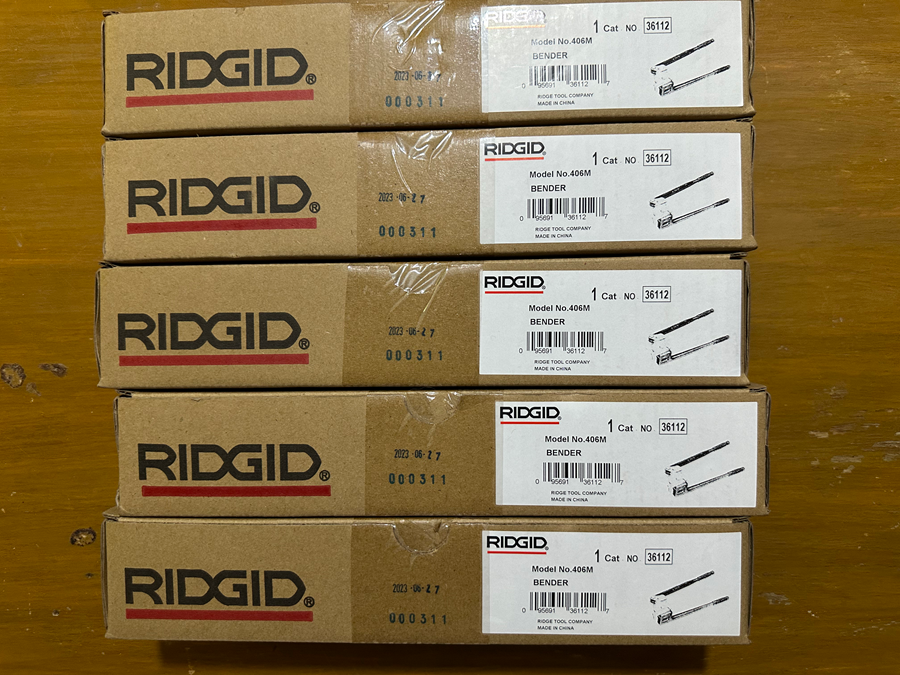 RIDGID®
2023-06-27
000311
RIDGID
1 Cat NO 36112
Model No.406M
BENDER
0 95691 36112 7
RIDGE TOOL COMPANY
MADE IN CHINA
RIDGID®
2023-06-27
000311
RIDGID®
1 Cat NO 36112
Model No.406M
BENDER
0 95691 36112 7
RIDGE TOOL COMPANY
MADE IN CHINA
RIDGID®
2023-06-27
000311
RIDGID®
1 Cat NO 36112
Model No.406M
BENDER
0 95691 36112 7
RIDGE TOOL COMPANY
MADE IN CHINA
RIDGID®
2023-06-27
000311
RIDGID®
1 Cat NO 36112
Model No.406M
BENDER
0 95691 36112 7
RIDGE TOOL COMPANY
MADE IN CHINA
RIDGID®
2023-06-27
000311
RIDGID®
1 Cat NO 36112
Model No.406M
BENDER
0 95691 36112 7
RIDGE TOOL COMPANY
MADE IN CHINA